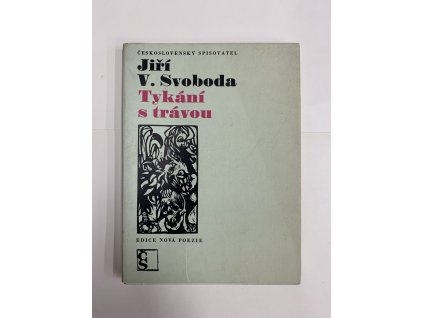 ČESKOSLOVENSKÝ SPISOVATEL
Jiří
V. Svoboda
Tykání
s trávou
EDICE NOVÁ POEZIE
čs